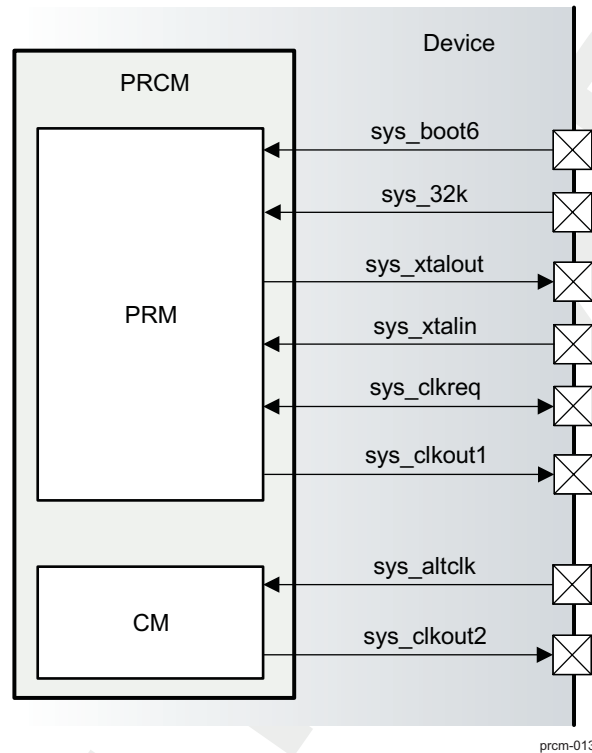 Device
PRCM
sys_boot6
sys_32k
sys_xtalout
PRM
sys_xtalin
sys_clkreq
sys_clkout1
sys_altclk
CM
sys_clkout2
prcm-013